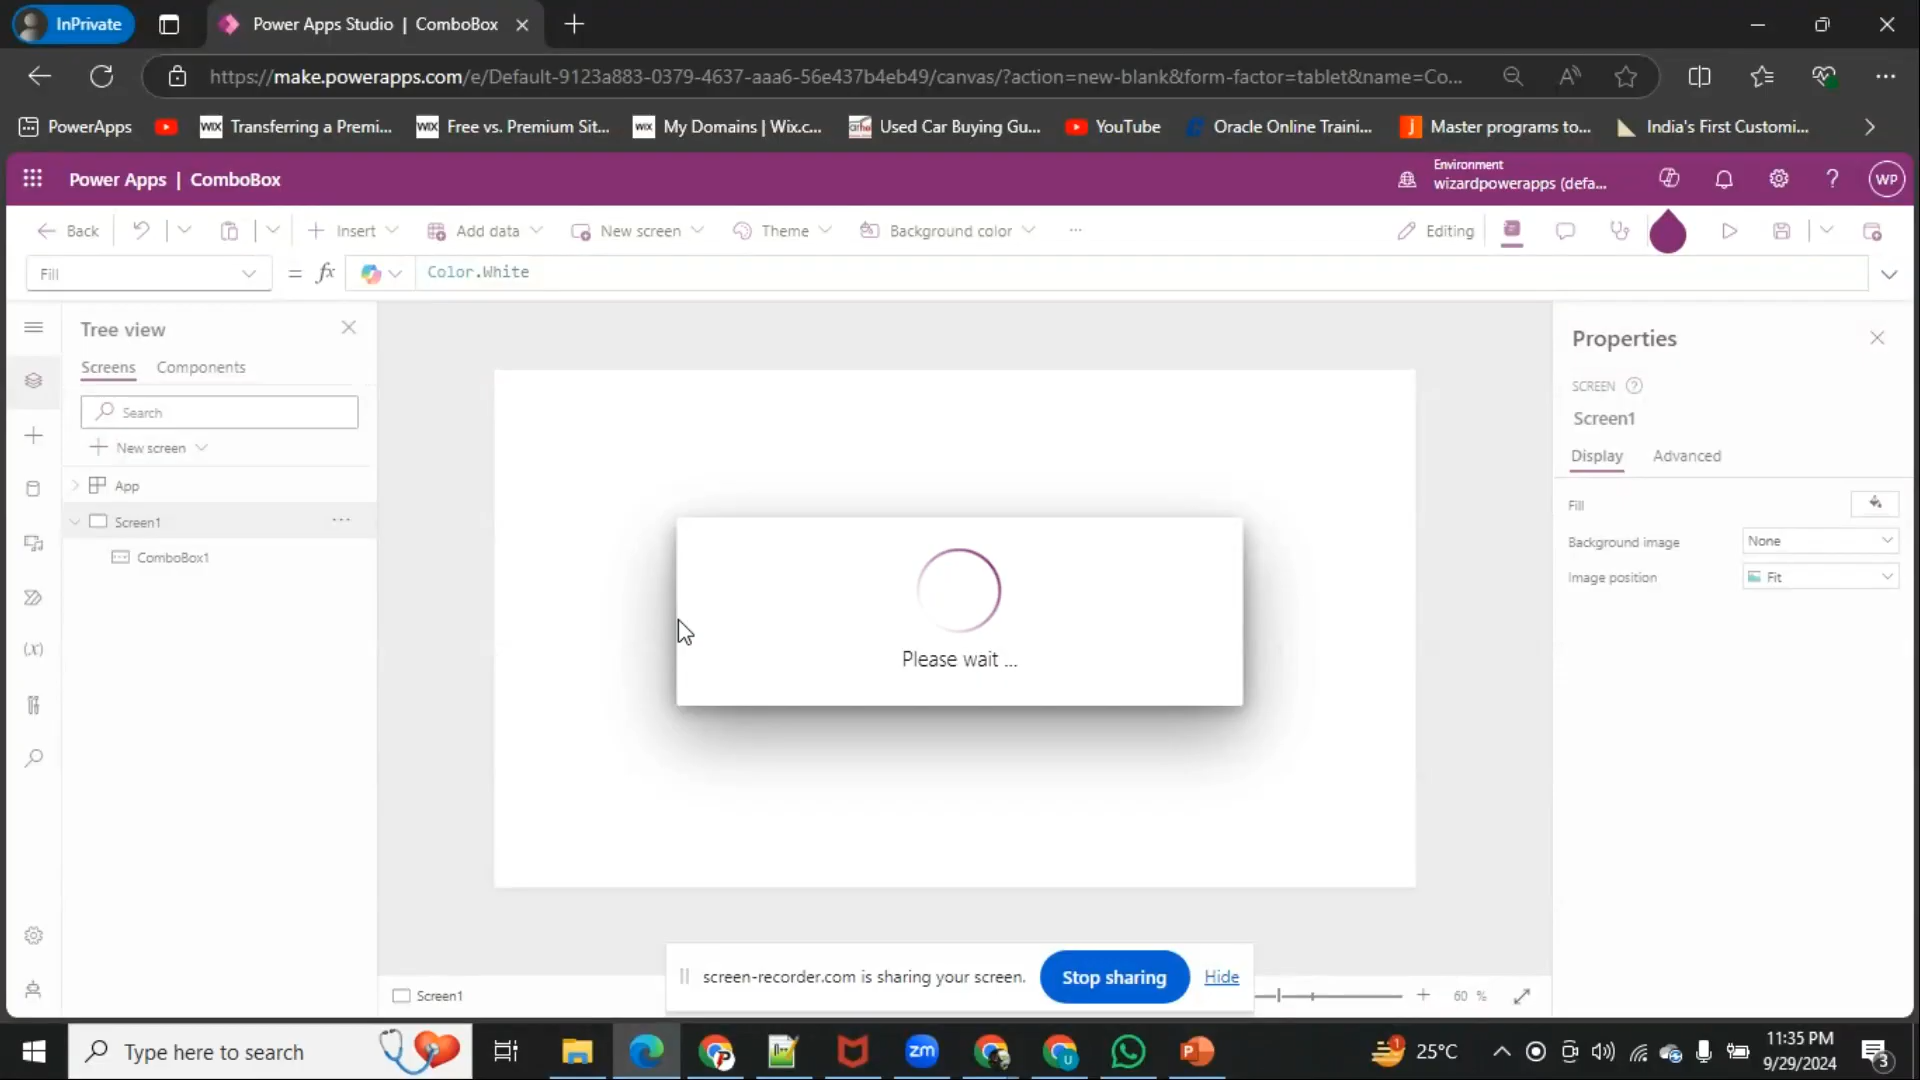 InPrivate
Power Apps Studio | ComboBox
https://make.powerapps.com/e/Default-9123a883-0379-4637-aaa6-56e437b4eb49/canvas/?action=new-blank&form-factor=tablet&name=Co...
PowerApps
WIX Transferring a Premi...
WIX Free vs. Premium Sit...
WIX My Domains | Wix.c...
Used Car Buying Gu...
YouTube
Oracle Online Traini...
Master programs to...
India's First Customi...
Power Apps | ComboBox
Environment
wizardpowerapps (defa...
WP
Back
Insert
Add data
New screen
Theme
Background color
...
Editing
Fill
= fx
Color.White
Tree view
Screens
Components
Search
New screen
App
Screen1
ComboBox1
Please wait ...
Properties
SCREEN
Screen1
Display
Advanced
Fill
Background image
None
Image position
Fit
Screen1
screen-recorder.com is sharing your screen.
Stop sharing
Hide
60 %
Type here to search
zm
25°C
11:35 PM
9/29/2024
3